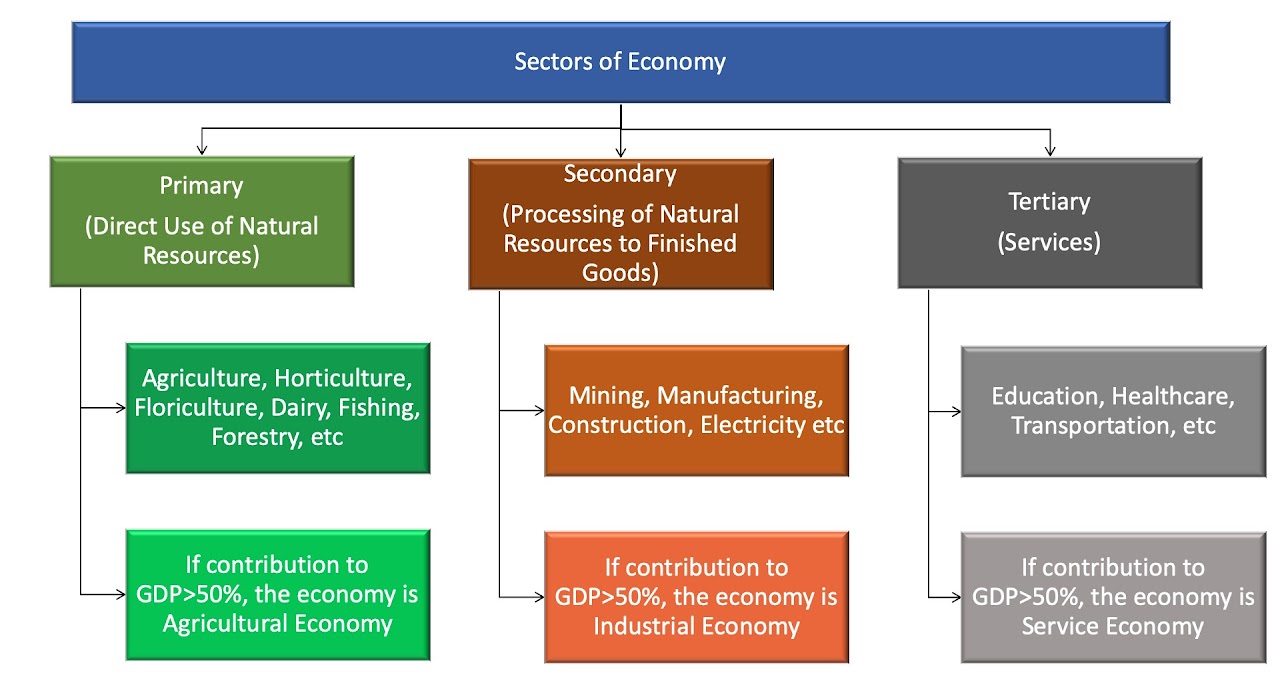 Sectors of Economy
Primary
(Direct Use of Natural
Resources)
Secondary
(Processing of Natural
Resources to Finished
Goods)
Tertiary
(Services)
Agriculture, Horticulture,
Floriculture, Dairy, Fishing,
Forestry, etc
Mining, Manufacturing,
Construction, Electricity etc
Education, Healthcare,
Transportation, etc
If contribution to
GDP>50%, the economy is
Agricultural Economy
If contribution to
GDP>50%, the economy is
Industrial Economy
If contribution to
GDP>50%, the economy is
Service Economy